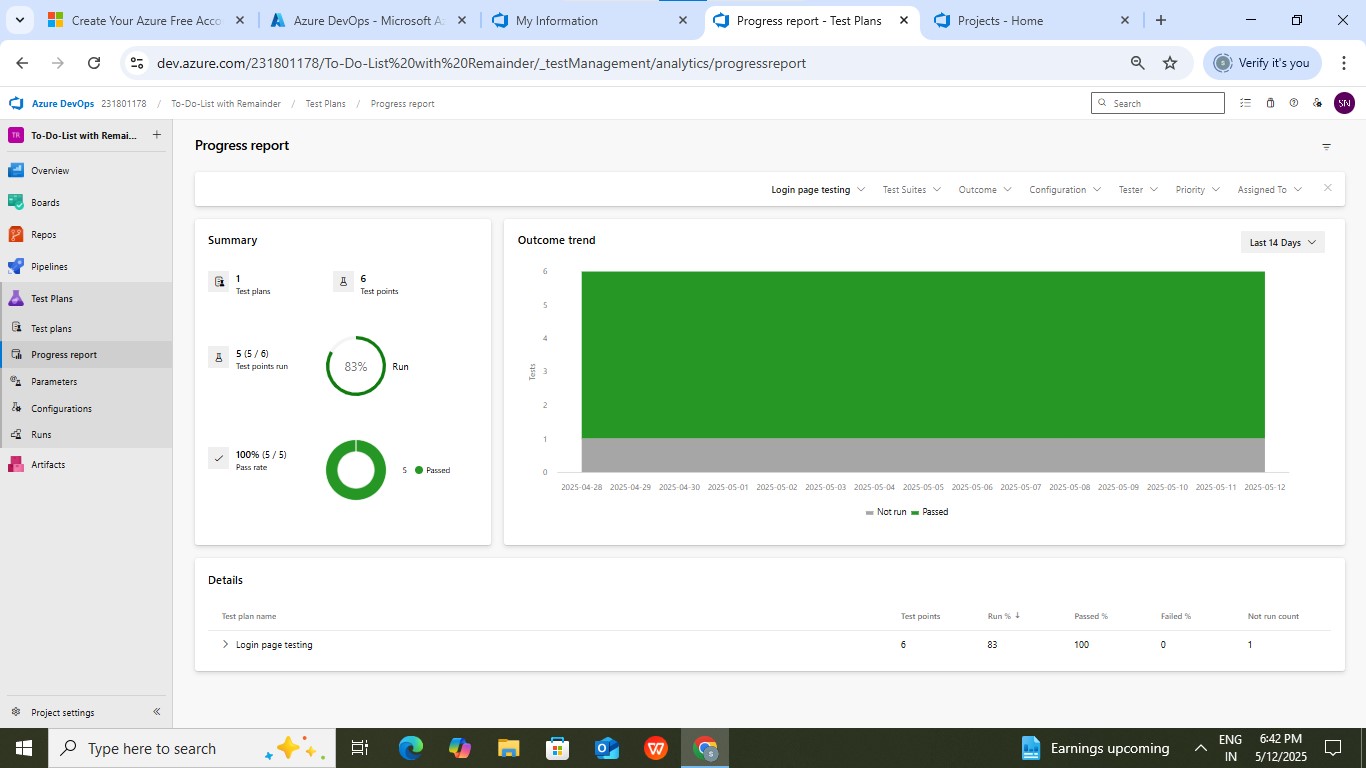 Create Your Azure Free Acco
Azure DevOps - Microsoft A
My Information
Progress report - Test Plans
Projects - Home
dev.azure.com/231801178/To-Do-List%20with%20Remainder/_testManagement/analytics/progressreport
S
Verify it's you
Azure DevOps 231801178 / To-Do-List with Remainder / Test Plans / Progress report
Search
SN
TR To-Do-List with Remai...
Overview
Boards
Repos
Pipelines
Test Plans
Test plans
Progress report
Parameters
Configurations
Runs
Artifacts
Project settings
Progress report
Login page testing Test Suites Outcome Configuration Tester Priority Assigned To
Summary
1
Test plans
6
Test points
5 (5 / 6)
Test points run
83%
Run
100% (5 / 5)
Pass rate
5 Passed
Outcome trend
Last 14 Days
Tests
6
5
4
3
2
1
0
2025-04-28 2025-04-29 2025-04-30 2025-05-01 2025-05-02 2025-05-03 2025-05-04 2025-05-05 2025-05-06 2025-05-07 2025-05-08 2025-05-09 2025-05-10 2025-05-11 2025-05-12
Not run Passed
Details
Test plan name Test points Run % Passed % Failed % Not run count
Login page testing 6 83 100 0 1
Type here to search
Earnings upcoming
ENG
IN
6:42 PM
5/12/2025